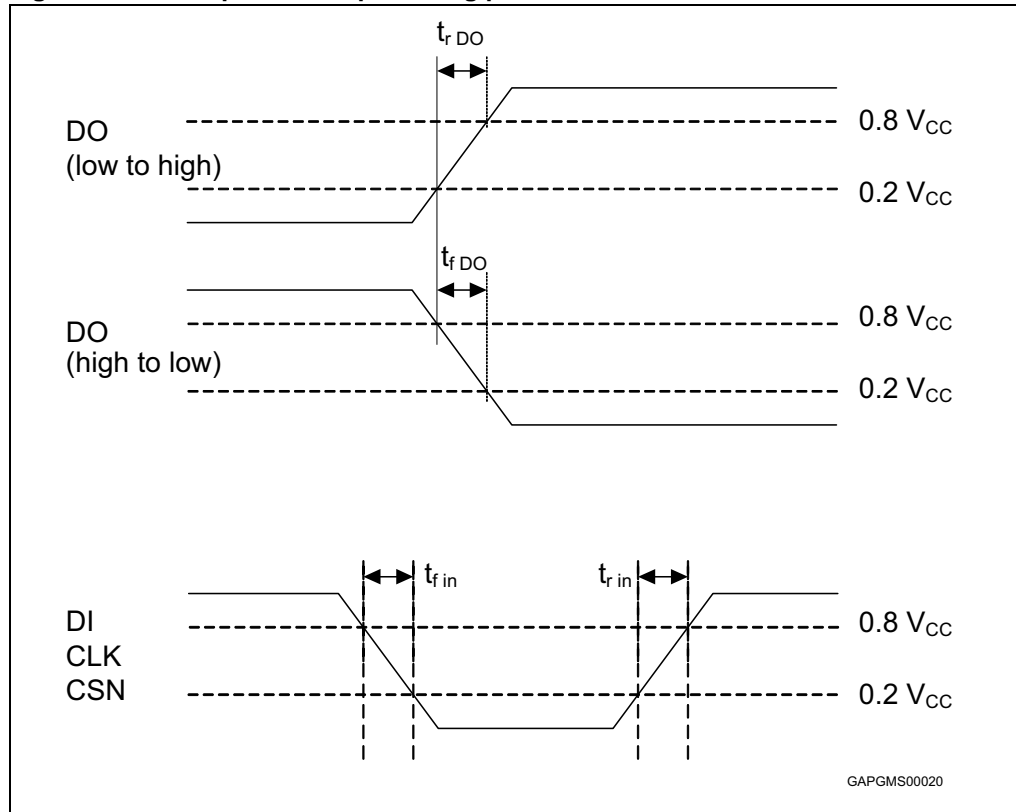 t_r DO
DO
(low to high)
0.8 V_CC
0.2 V_CC
t_f DO
DO
(high to low)
0.8 V_CC
0.2 V_CC
t_f in
t_r in
DI
CLK
CSN
0.8 V_CC
0.2 V_CC
GAPGMS00020